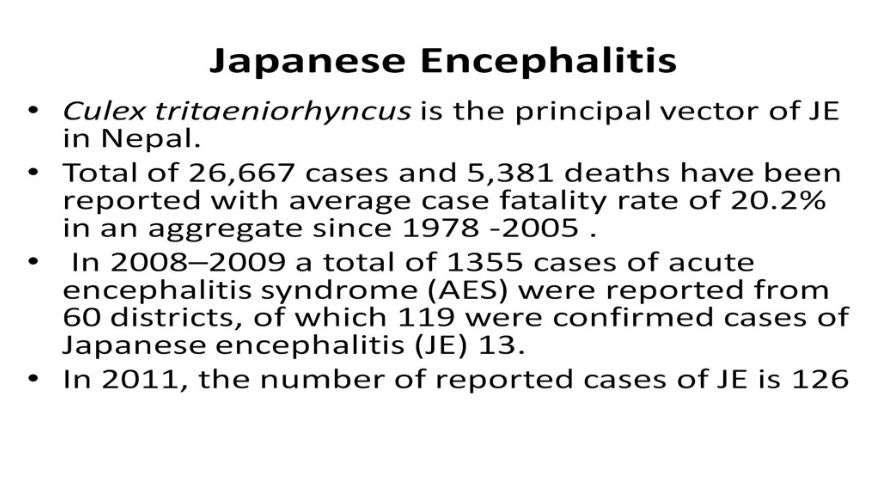 Japanese Encephalitis
• Culex tritaeniorhyncus is the principal vector of JE
in Nepal.
• Total of 26,667 cases and 5,381 deaths have been
reported with average case fatality rate of 20.2%
in an aggregate since 1978 -2005 .
• In 2008–2009 a total of 1355 cases of acute
encephalitis syndrome (AES) were reported from
60 districts, of which 119 were confirmed cases of
Japanese encephalitis (JE) 13.
• In 2011, the number of reported cases of JE is 126